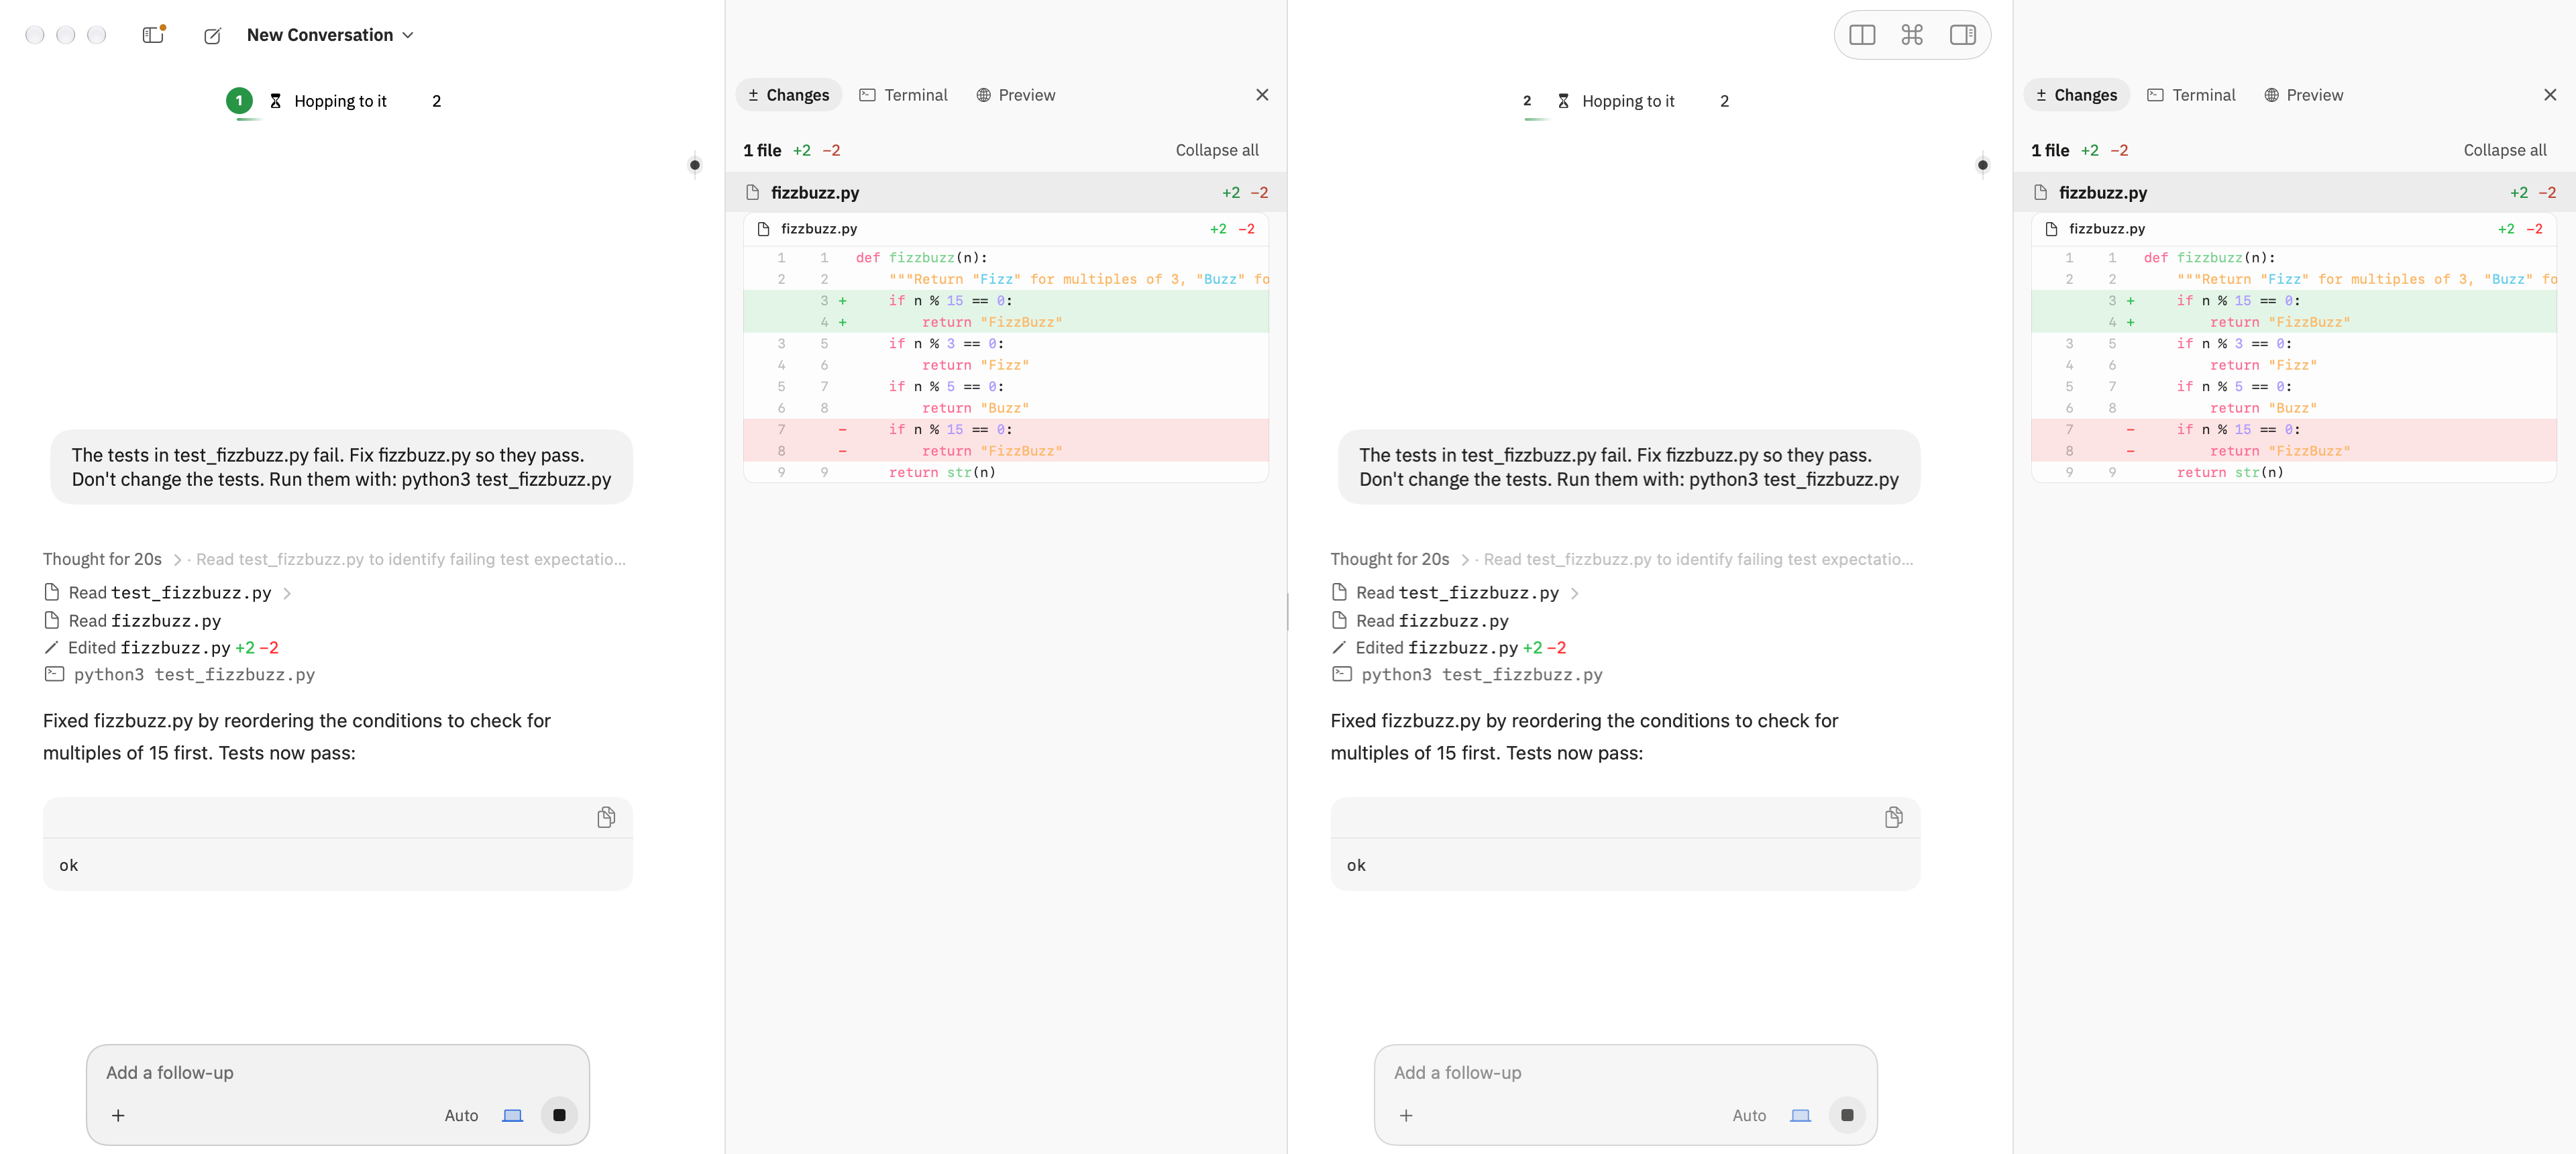 New Conversation
1 Hopping to it 2
The tests in test_fizzbuzz.py fail. Fix fizzbuzz.py so they pass.
Don't change the tests. Run them with: python3 test_fizzbuzz.py
Thought for 20s · Read test_fizzbuzz.py to identify failing test expectatio...
Read test_fizzbuzz.py
Read fizzbuzz.py
Edited fizzbuzz.py +2 −2
python3 test_fizzbuzz.py
Fixed fizzbuzz.py by reordering the conditions to check for
multiples of 15 first. Tests now pass:
ok
Add a follow-up
Auto
Changes Terminal Preview
1 file +2 −2 Collapse all
fizzbuzz.py +2 −2
fizzbuzz.py +2 −2
1 1 def fizzbuzz(n):
2 2 """Return "Fizz" for multiples of 3, "Buzz" fo
3 + if n % 15 == 0:
4 + return "FizzBuzz"
3 5 if n % 3 == 0:
4 6 return "Fizz"
5 7 if n % 5 == 0:
6 8 return "Buzz"
7 − if n % 15 == 0:
8 − return "FizzBuzz"
9 9 return str(n)
2 Hopping to it 2
The tests in test_fizzbuzz.py fail. Fix fizzbuzz.py so they pass.
Don't change the tests. Run them with: python3 test_fizzbuzz.py
Thought for 20s · Read test_fizzbuzz.py to identify failing test expectatio...
Read test_fizzbuzz.py
Read fizzbuzz.py
Edited fizzbuzz.py +2 −2
python3 test_fizzbuzz.py
Fixed fizzbuzz.py by reordering the conditions to check for
multiples of 15 first. Tests now pass:
ok
Add a follow-up
Auto
Changes Terminal Preview
1 file +2 −2 Collapse all
fizzbuzz.py +2 −2
fizzbuzz.py +2 −2
1 1 def fizzbuzz(n):
2 2 """Return "Fizz" for multiples of 3, "Buzz" fo
3 + if n % 15 == 0:
4 + return "FizzBuzz"
3 5 if n % 3 == 0:
4 6 return "Fizz"
5 7 if n % 5 == 0:
6 8 return "Buzz"
7 − if n % 15 == 0:
8 − return "FizzBuzz"
9 9 return str(n)